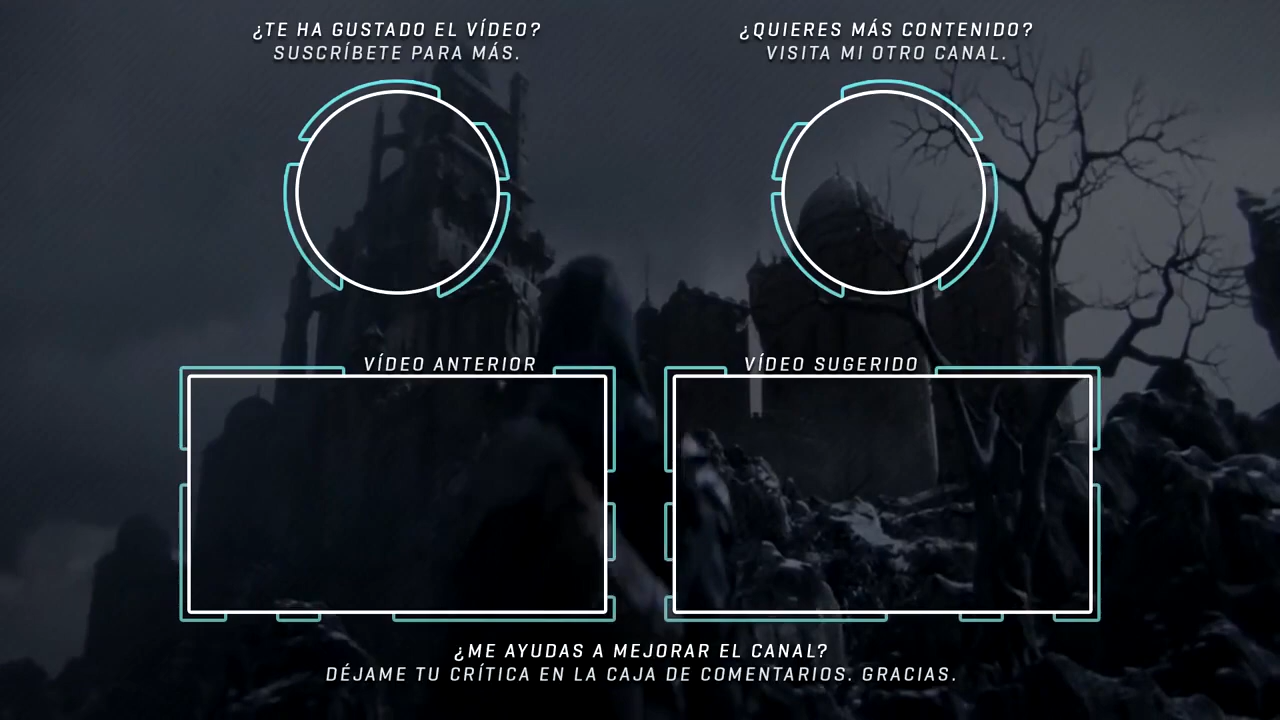 ¿TE HA GUSTADO EL VÍDEO?
SUSCRÍBETE PARA MÁS.
¿QUIERES MÁS CONTENIDO?
VISITA MI OTRO CANAL.
VÍDEO ANTERIOR
VÍDEO SUGERIDO
¿ME AYUDAS A MEJORAR EL CANAL?
DÉJAME TU CRÍTICA EN LA CAJA DE COMENTARIOS. GRACIAS.